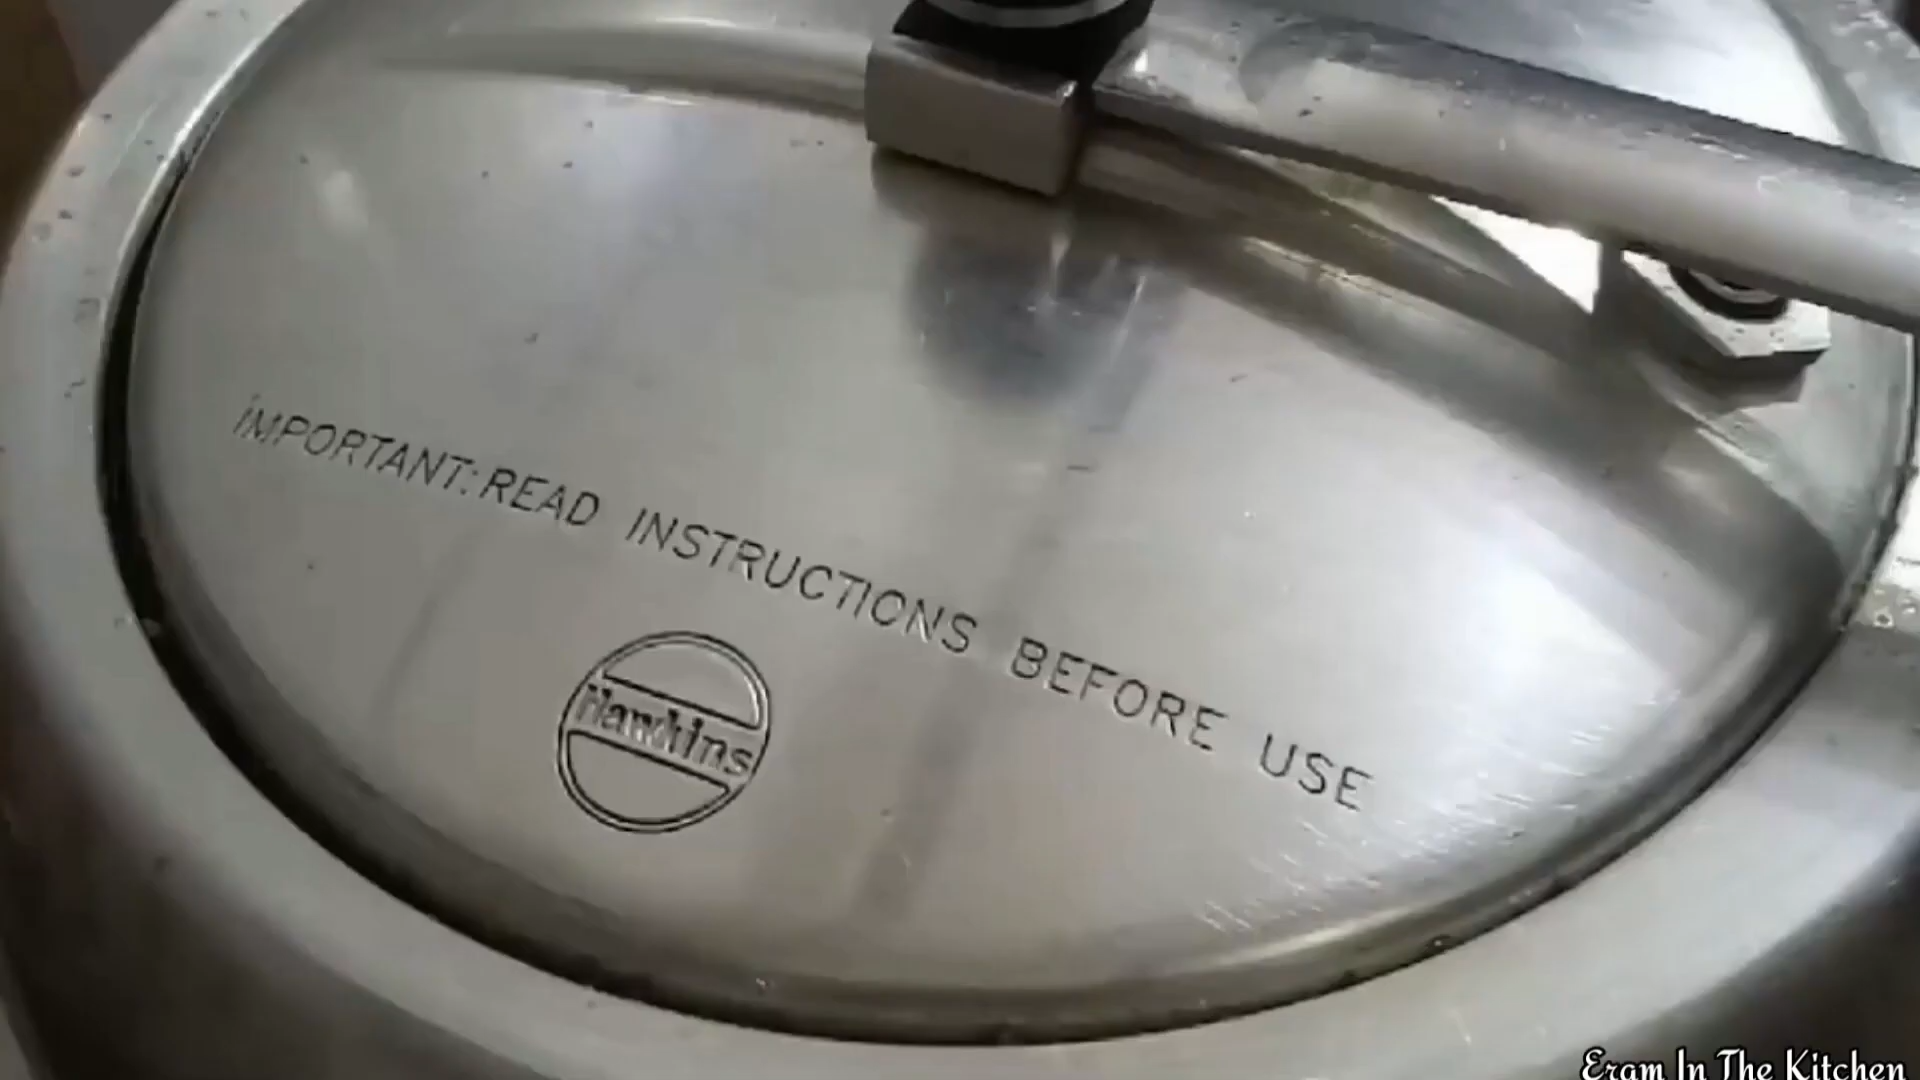 IMPORTANT: READ INSTRUCTIONS BEFORE USE
Hawkins
Eram In The Kitchen